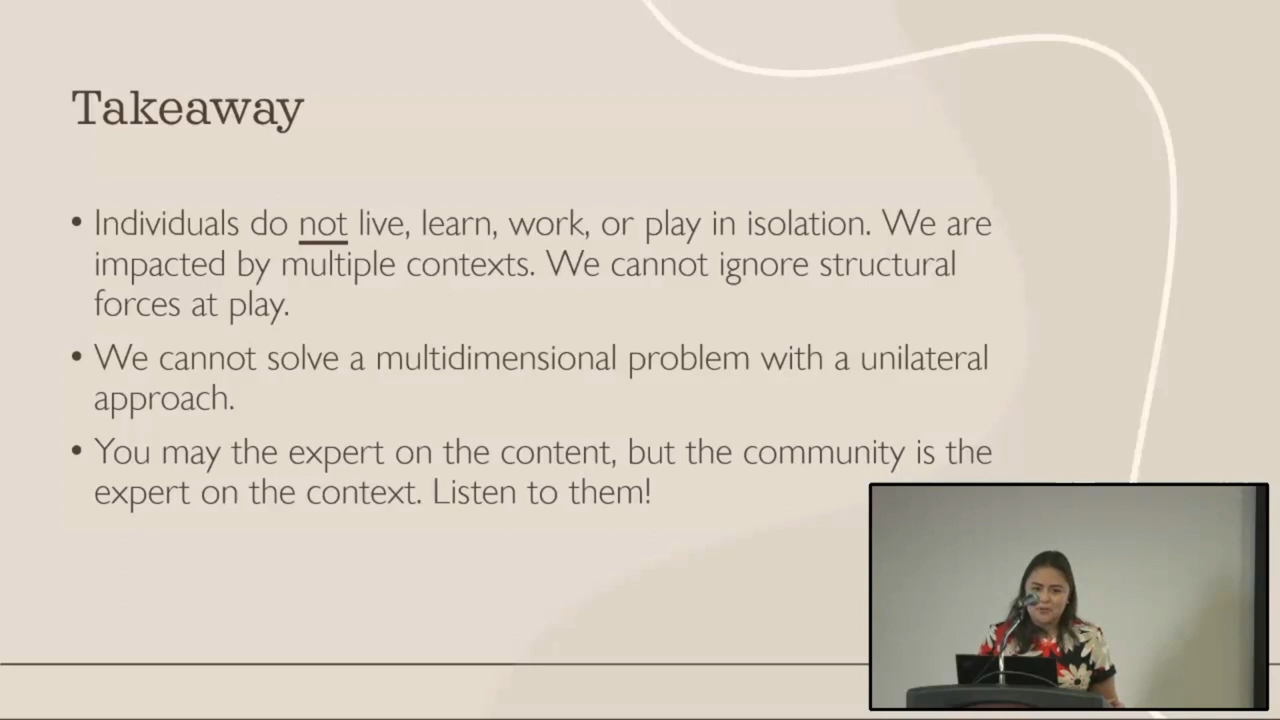 Takeaway
• Individuals do not live, learn, work, or play in isolation. We are
impacted by multiple contexts. We cannot ignore structural
forces at play.
• We cannot solve a multidimensional problem with a unilateral
approach.
• You may the expert on the content, but the community is the
expert on the context. Listen to them!